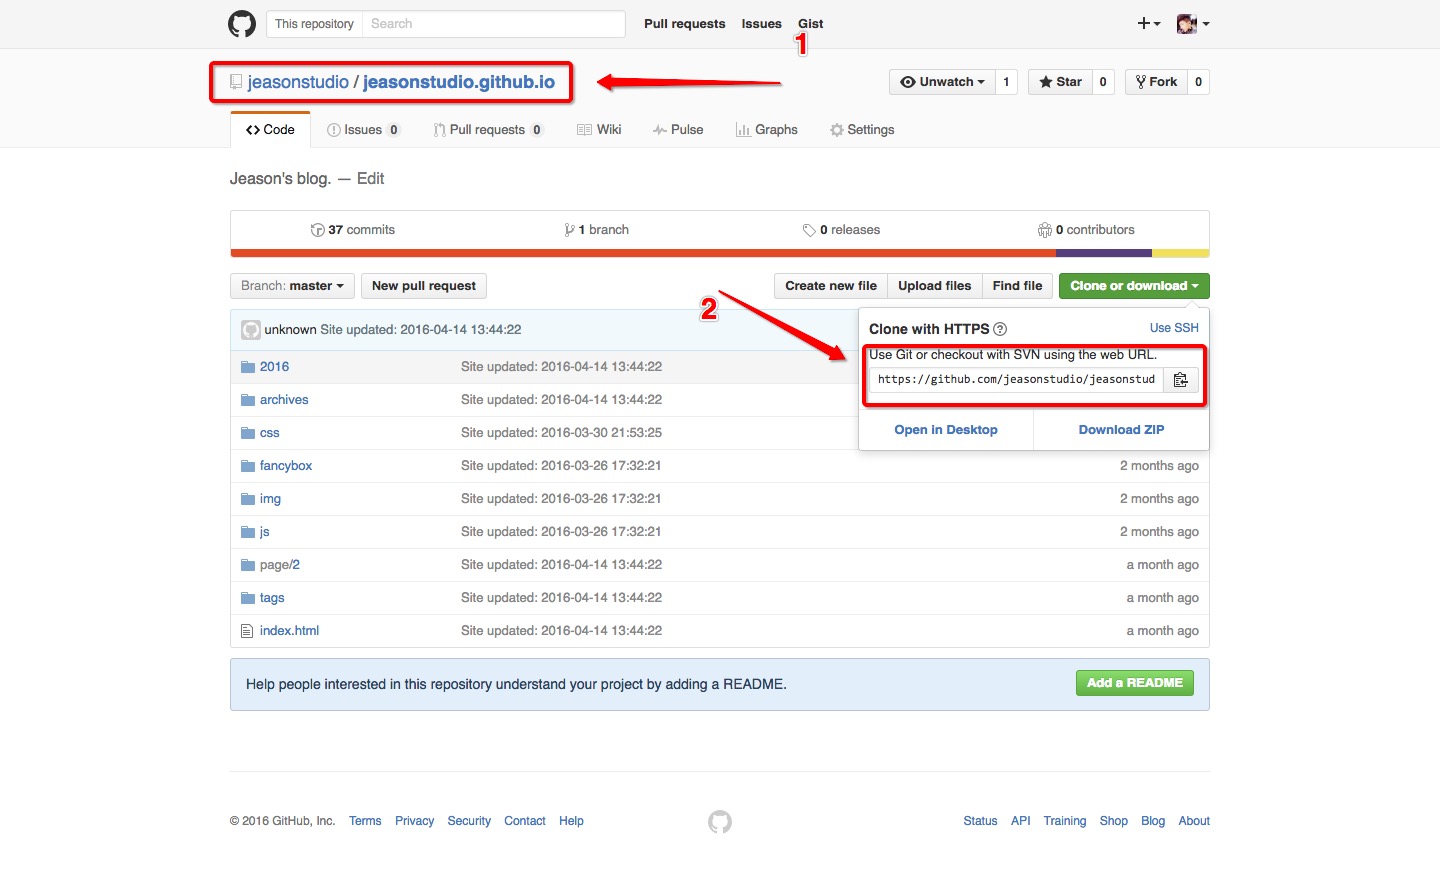 This repository Search Pull requests Issues Gist
1
jeasonstudio / jeasonstudio.github.io Unwatch 1 Star 0 Fork 0
Code Issues 0 Pull requests 0 Wiki Pulse Graphs Settings
Jeason's blog. — Edit
37 commits 1 branch 0 releases 0 contributors
Branch: master New pull request Create new file Upload files Find file Clone or download
2
unknown Site updated: 2016-04-14 13:44:22
Clone with HTTPS ? Use SSH
Use Git or checkout with SVN using the web URL.
https://github.com/jeasonstudio/jeasonstud
Open in Desktop Download ZIP
2016 Site updated: 2016-04-14 13:44:22
archives Site updated: 2016-04-14 13:44:22
css Site updated: 2016-03-30 21:53:25
fancybox Site updated: 2016-03-26 17:32:21 2 months ago
img Site updated: 2016-03-26 17:32:21 2 months ago
js Site updated: 2016-03-26 17:32:21 2 months ago
page/2 Site updated: 2016-04-14 13:44:22 a month ago
tags Site updated: 2016-04-14 13:44:22 a month ago
index.html Site updated: 2016-04-14 13:44:22 a month ago
Help people interested in this repository understand your project by adding a README. Add a README
© 2016 GitHub, Inc. Terms Privacy Security Contact Help Status API Training Shop Blog About